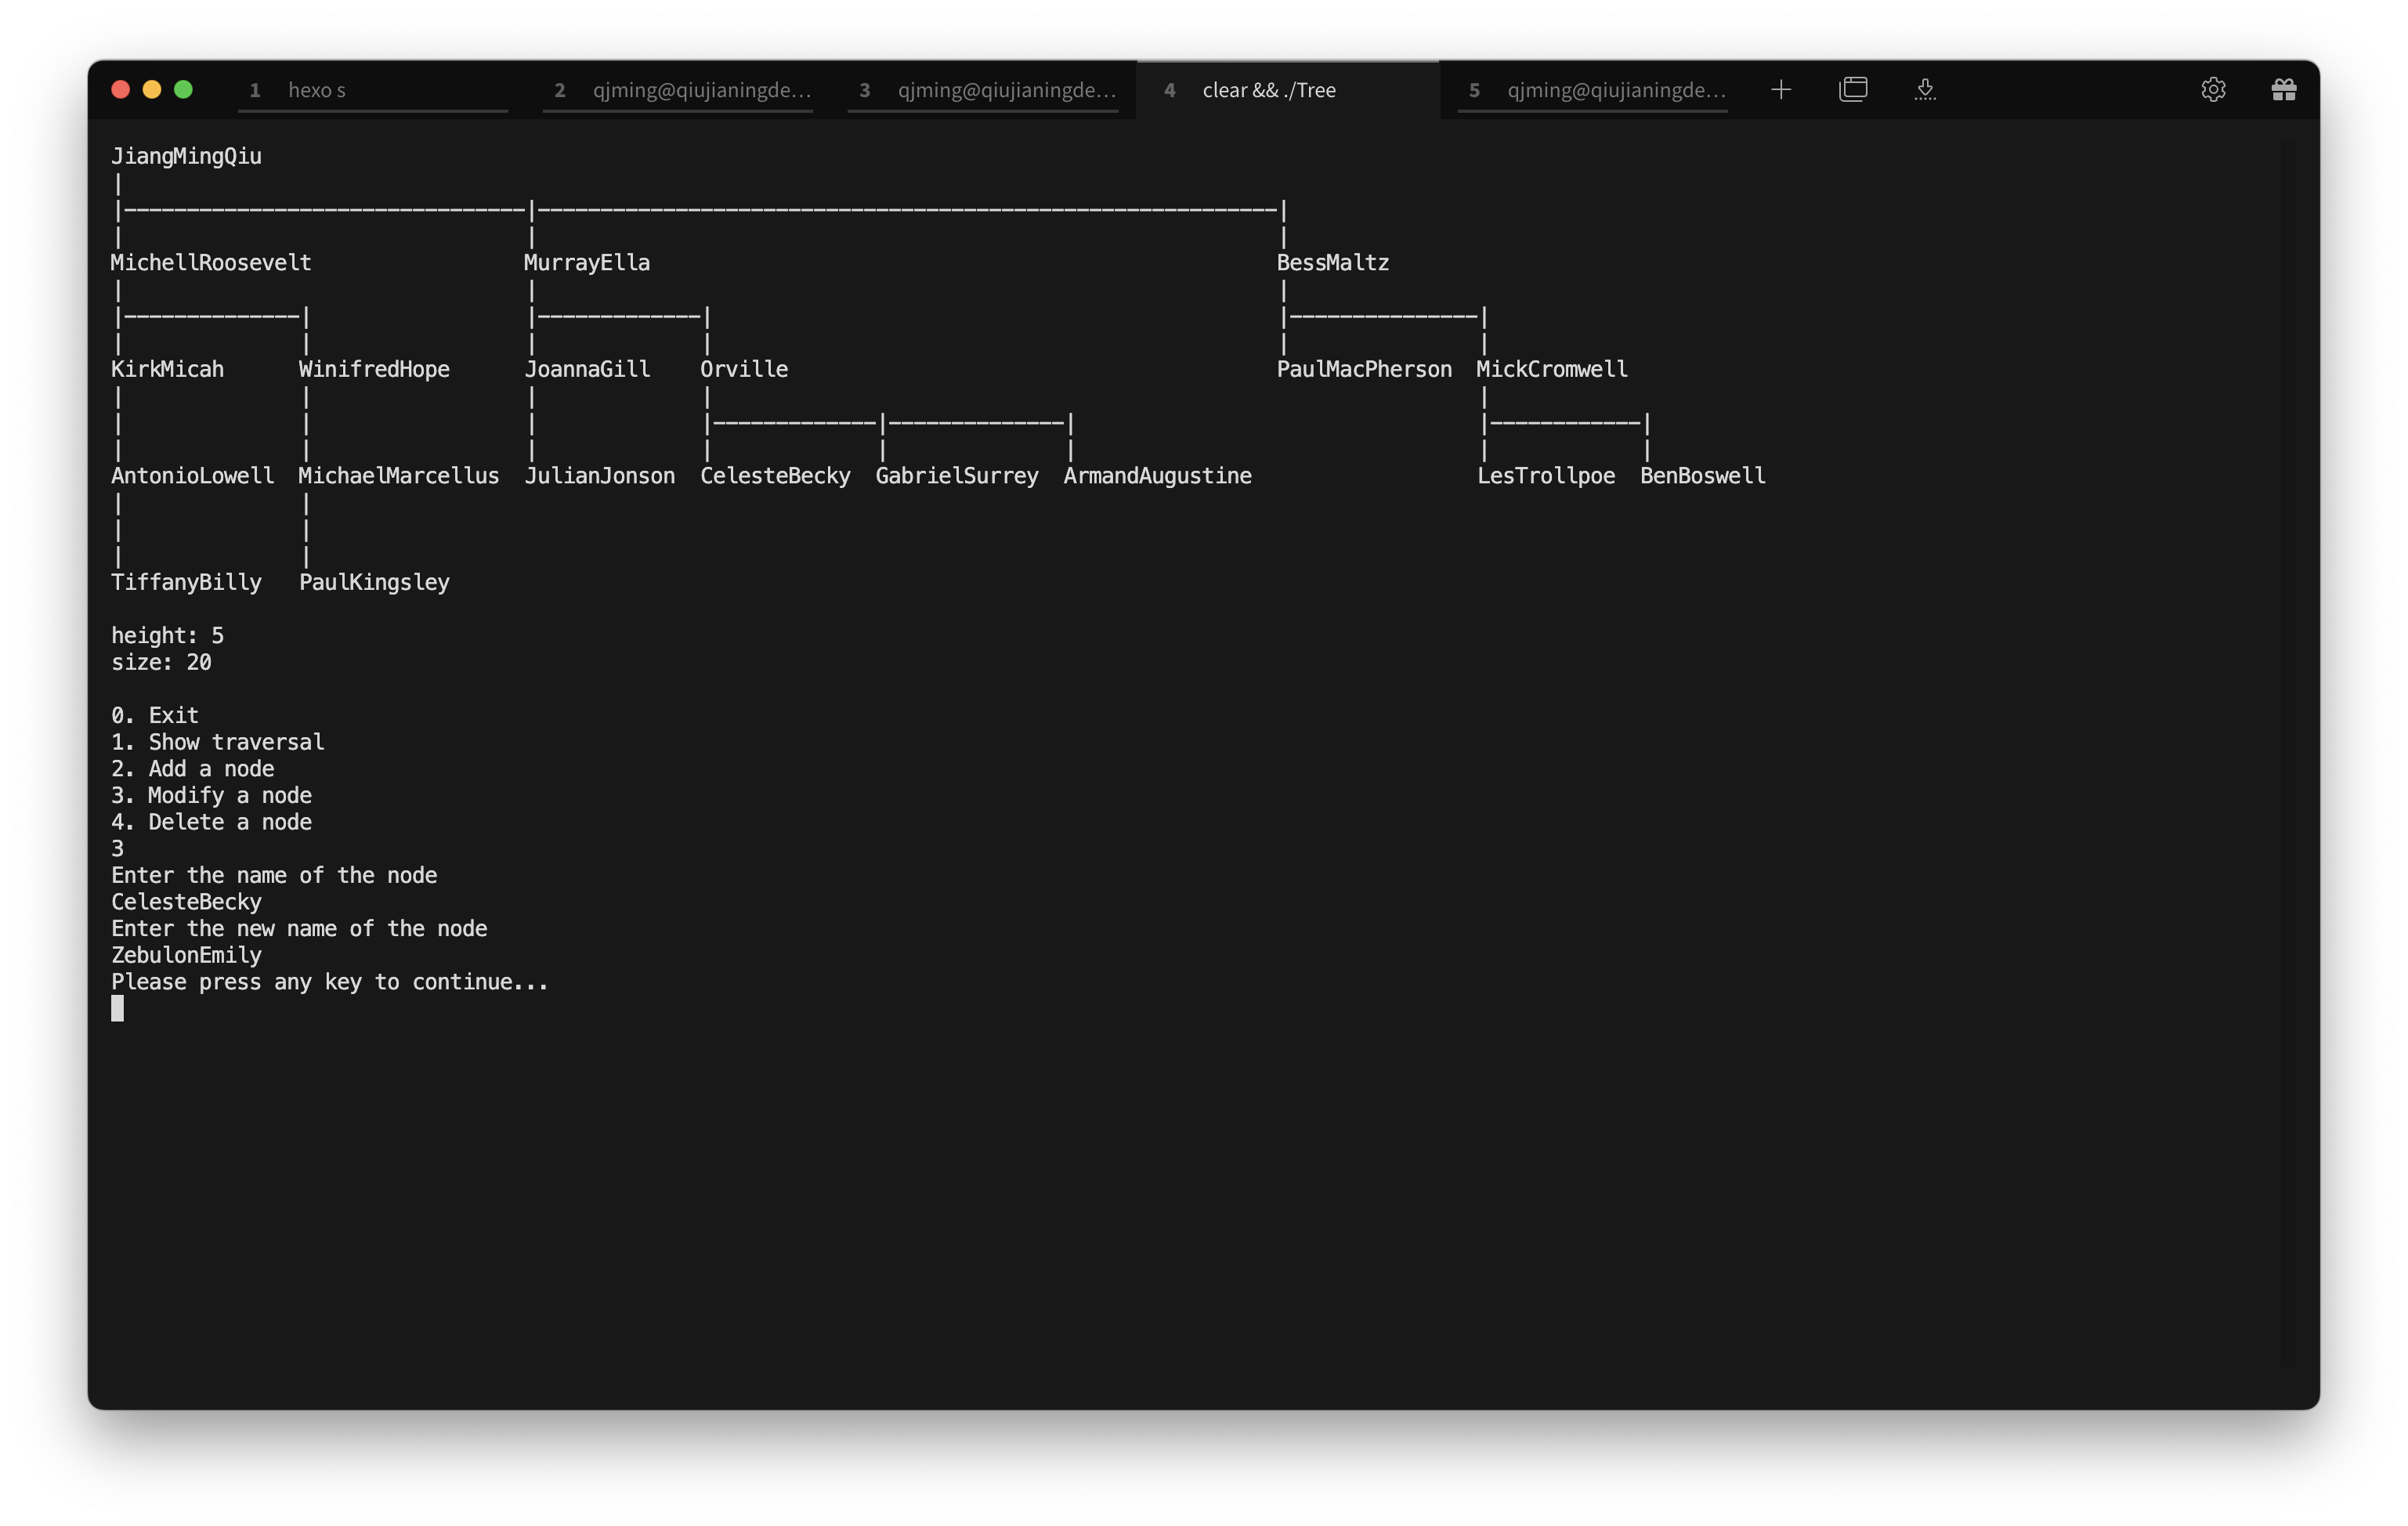 1 hexo s 2 qjming@qiujianingde... 3 qjming@qiujianingde... 4 clear && ./Tree 5 qjming@qiujianingde...
JiangMingQiu
MichellRoosevelt MurrayElla BessMaltz
KirkMicah WinifredHope JoannaGill Orville PaulMacPherson MickCromwell
AntonioLowell MichaelMarcellus JulianJonson CelesteBecky GabrielSurrey ArmandAugustine LesTrollpoe BenBoswell
TiffanyBilly PaulKingsley
height: 5
size: 20
0. Exit
1. Show traversal
2. Add a node
3. Modify a node
4. Delete a node
3
Enter the name of the node
CelesteBecky
Enter the new name of the node
ZebulonEmily
Please press any key to continue...